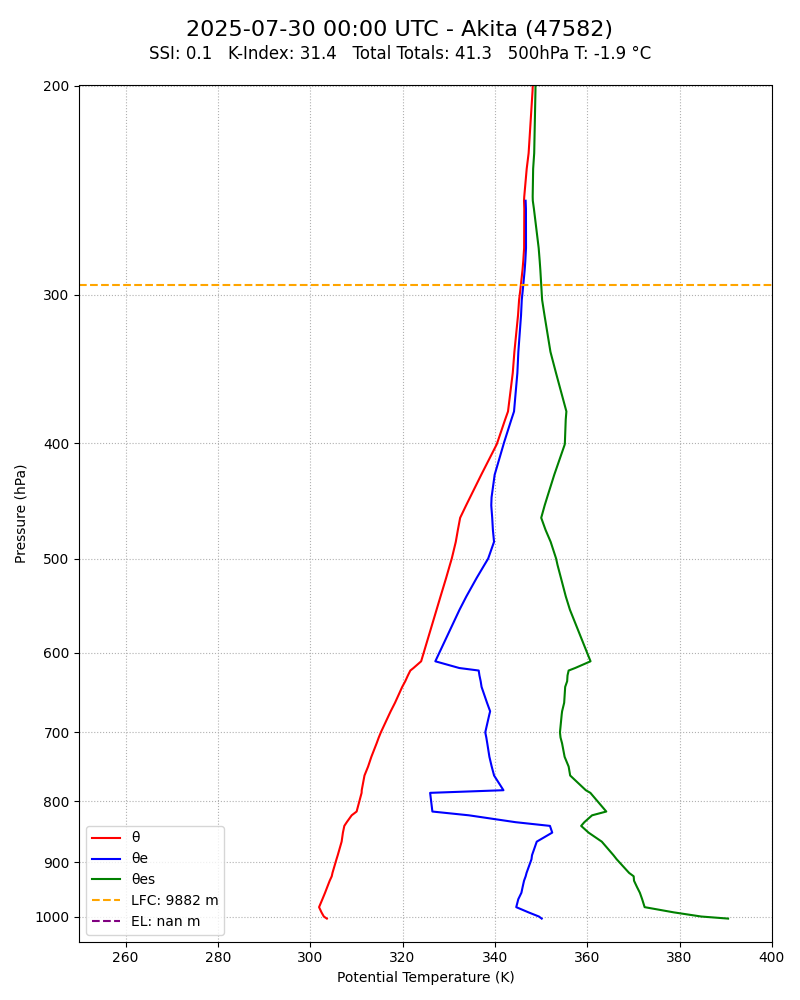 2025-07-30 00:00 UTC - Akita (47582)
SSI: 0.1   K-Index: 31.4   Total Totals: 41.3   500hPa T: -1.9 °C
200
300
400
500
600
700
800
900
1000
Pressure (hPa)
θ
θe
θes
LFC: 9882 m
EL: nan m
260 280 300 320 340 360 380 400
Potential Temperature (K)